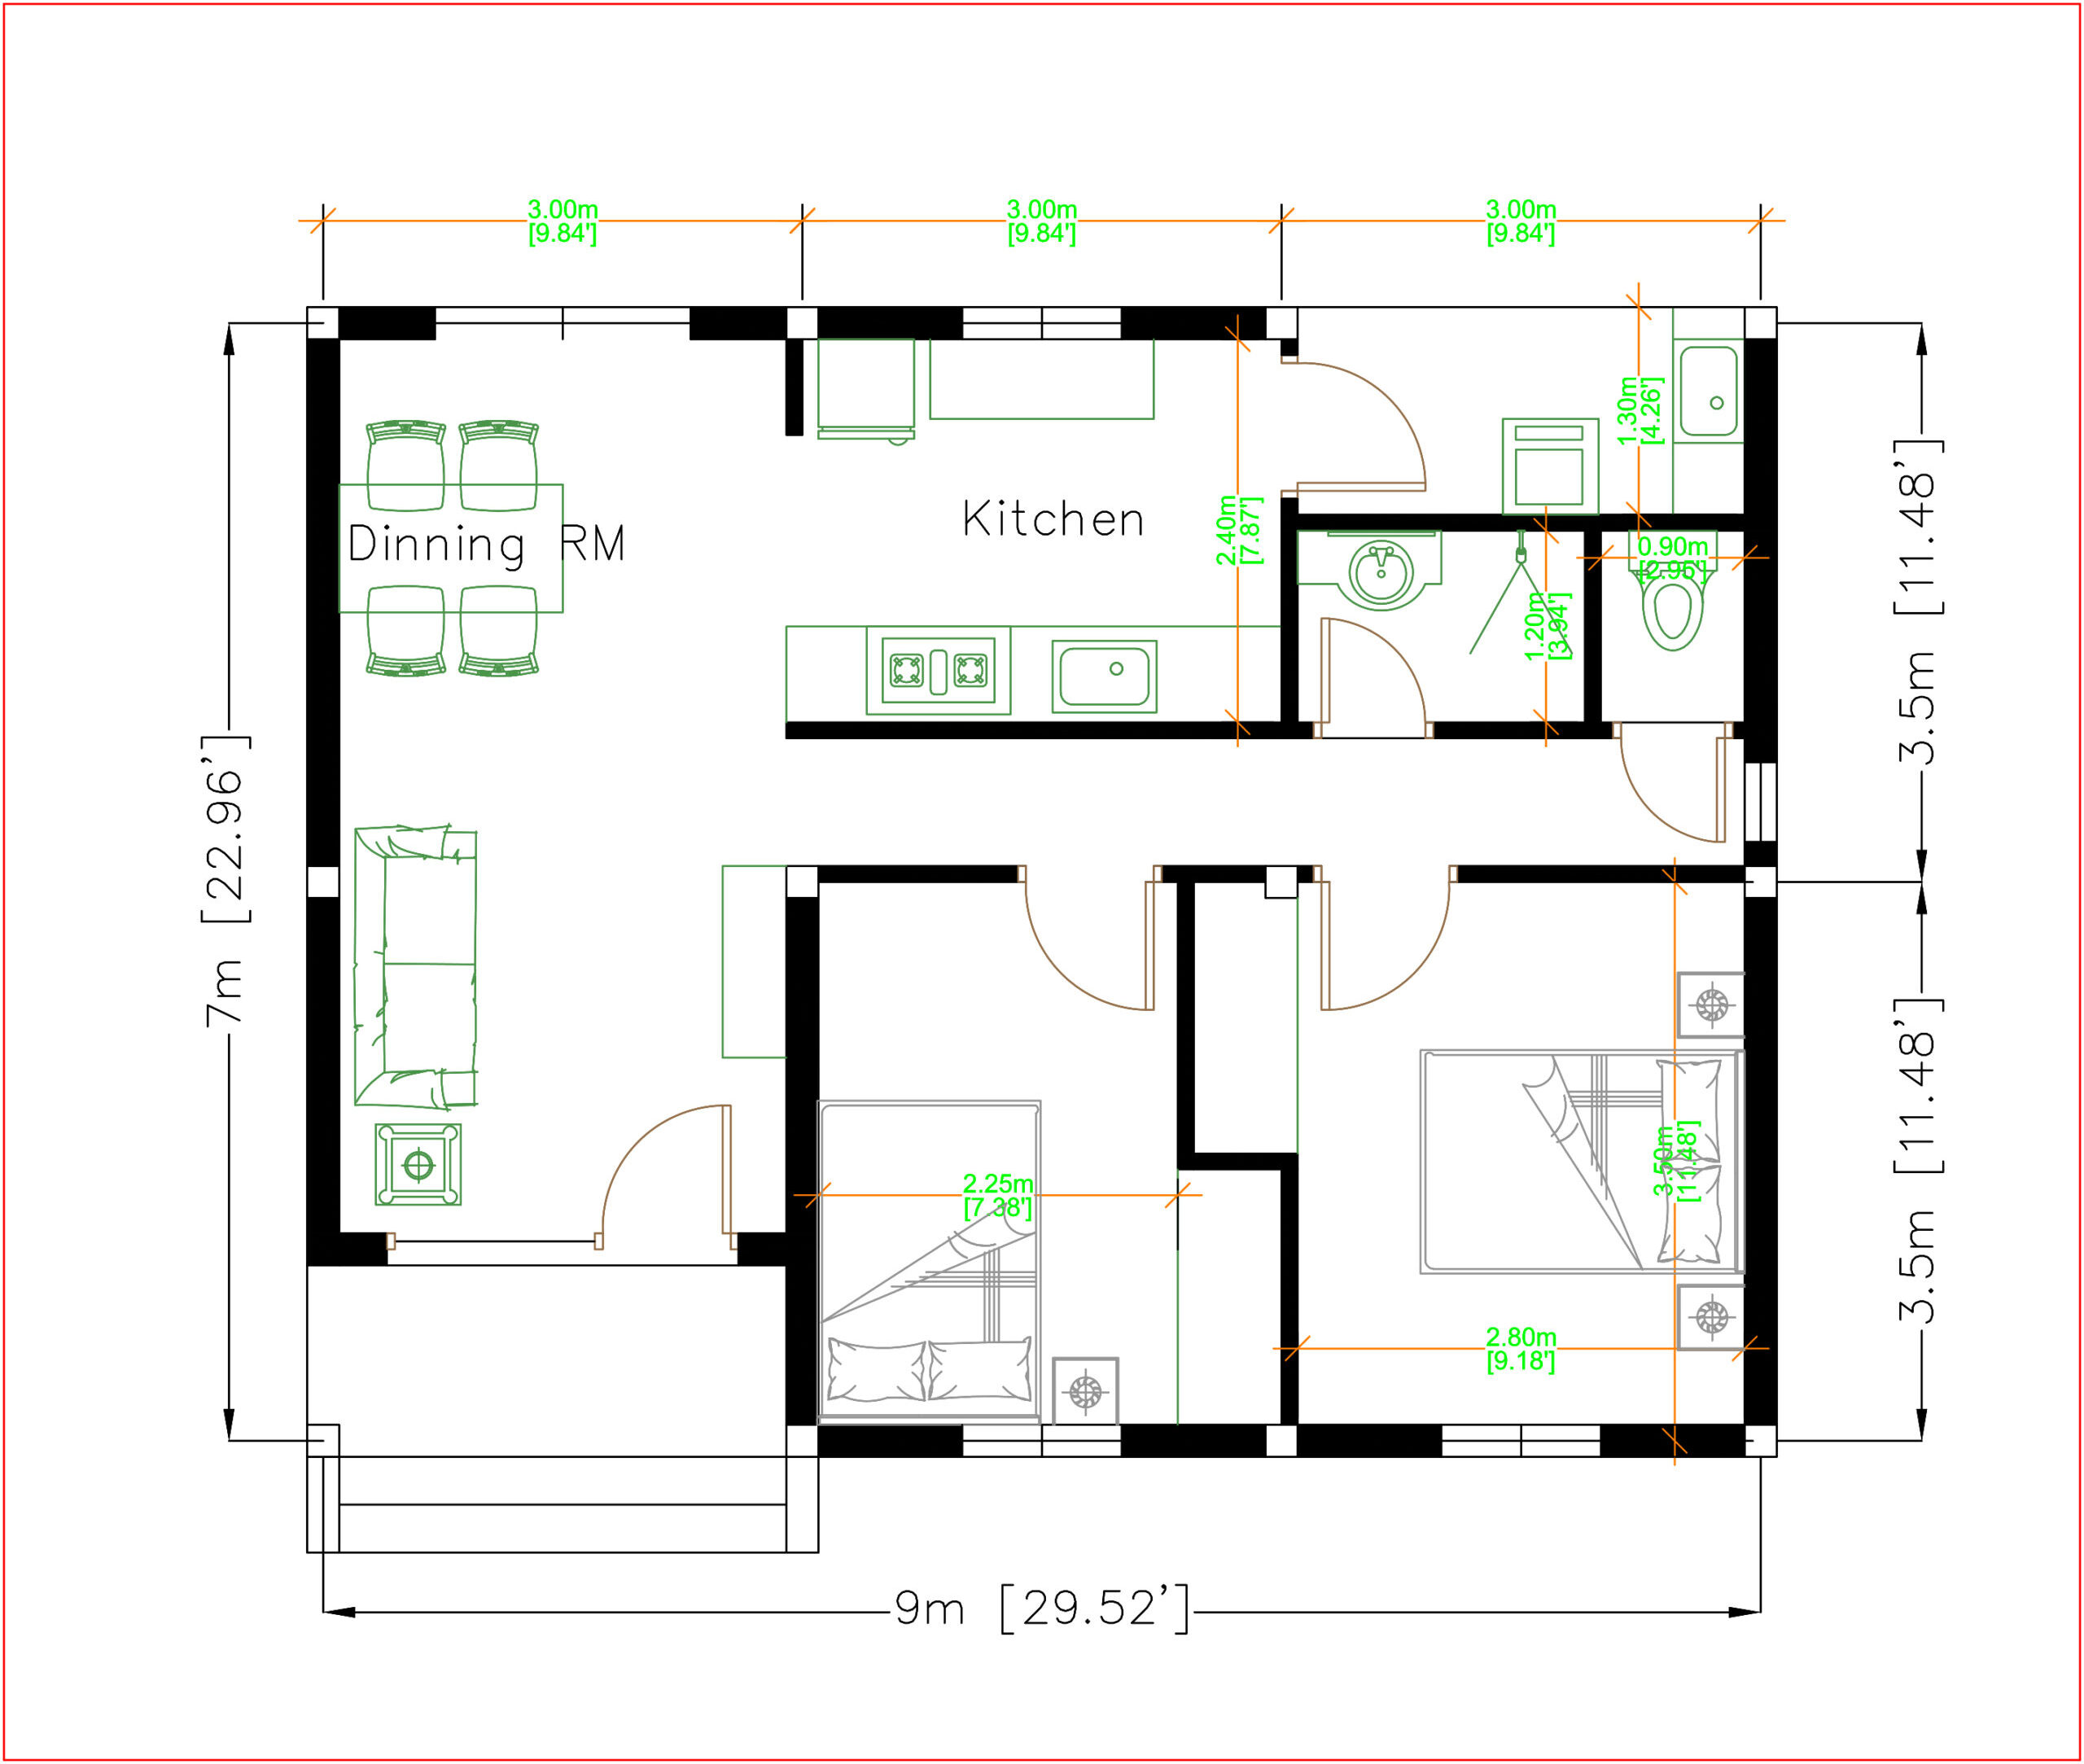 3.00m
[9.84']
3.00m
[9.84']
3.00m
[9.84']
1.30m
[4.26']
3.5m [11.48']
Kitchen
Dinning RM
2.40m
[7.87']
0.90m
[2.95']
1.20m
[3.94']
7m [22.96']
3.50m
[11.48']
3.5m [11.48']
2.25m
[7.38']
2.80m
[9.18']
9m [29.52']